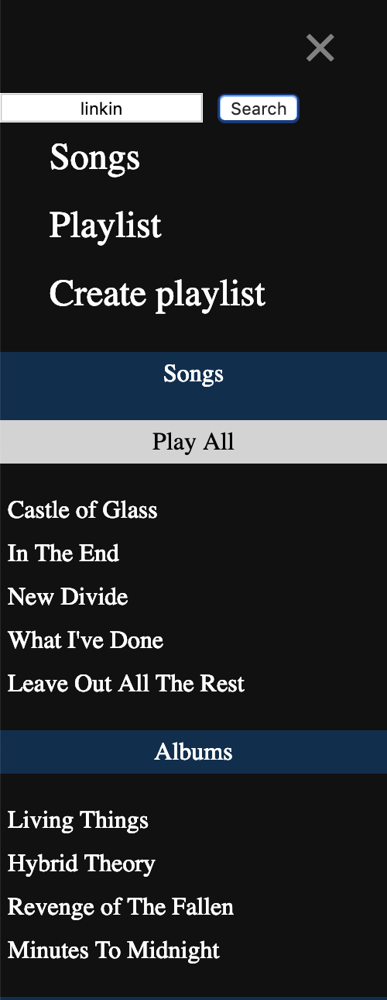 linkin
Search
Songs
Playlist
Create playlist
Songs
Play All
Castle of Glass
In The End
New Divide
What I've Done
Leave Out All The Rest
Albums
Living Things
Hybrid Theory
Revenge of The Fallen
Minutes To Midnight